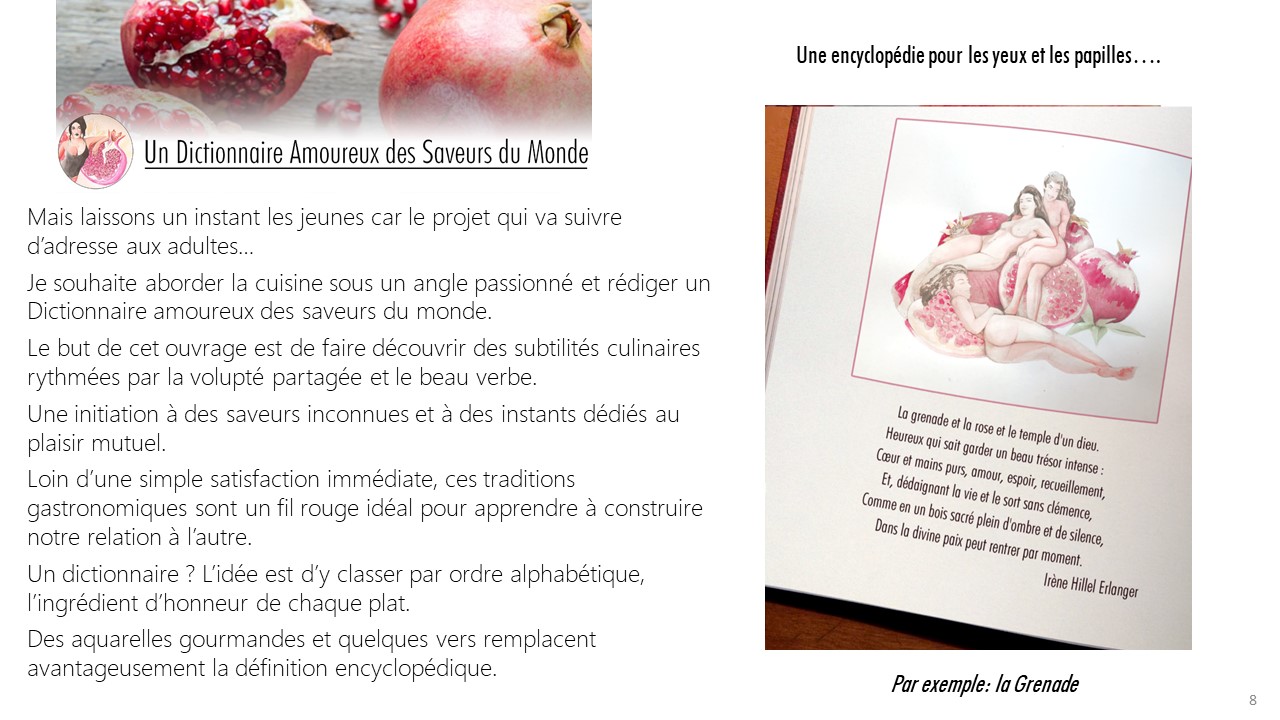 Un Dictionnaire Amoureux des Saveurs du Monde
Mais laissons un instant les jeunes car le projet qui va suivre
d’adresse aux adultes…
Je souhaite aborder la cuisine sous un angle passionné et rédiger un
Dictionnaire amoureux des saveurs du monde.
Le but de cet ouvrage est de faire découvrir des subtilités culinaires
rythmées par la volupté partagée et le beau verbe.
Une initiation à des saveurs inconnues et à des instants dédiés au
plaisir mutuel.
Loin d’une simple satisfaction immédiate, ces traditions
gastronomiques sont un fil rouge idéal pour apprendre à construire
notre relation à l’autre.
Un dictionnaire ? L’idée est d’y classer par ordre alphabétique,
l’ingrédient d’honneur de chaque plat.
Des aquarelles gourmandes et quelques vers remplacent
avantageusement la définition encyclopédique.
Une encyclopédie pour les yeux et les papilles….
La grenade et la rose et le temple d'un dieu.
Heureux qui sait garder un beau trésor intense :
Cœur et mains purs, amour, espoir, recueillement,
Et, dédaignant la vie et le sort sans clémence,
Comme en un bois sacré plein d'ombre et de silence,
Dans la divine paix peut rentrer par moment.
Irène Hillel Erlanger
Par exemple: la Grenade
8